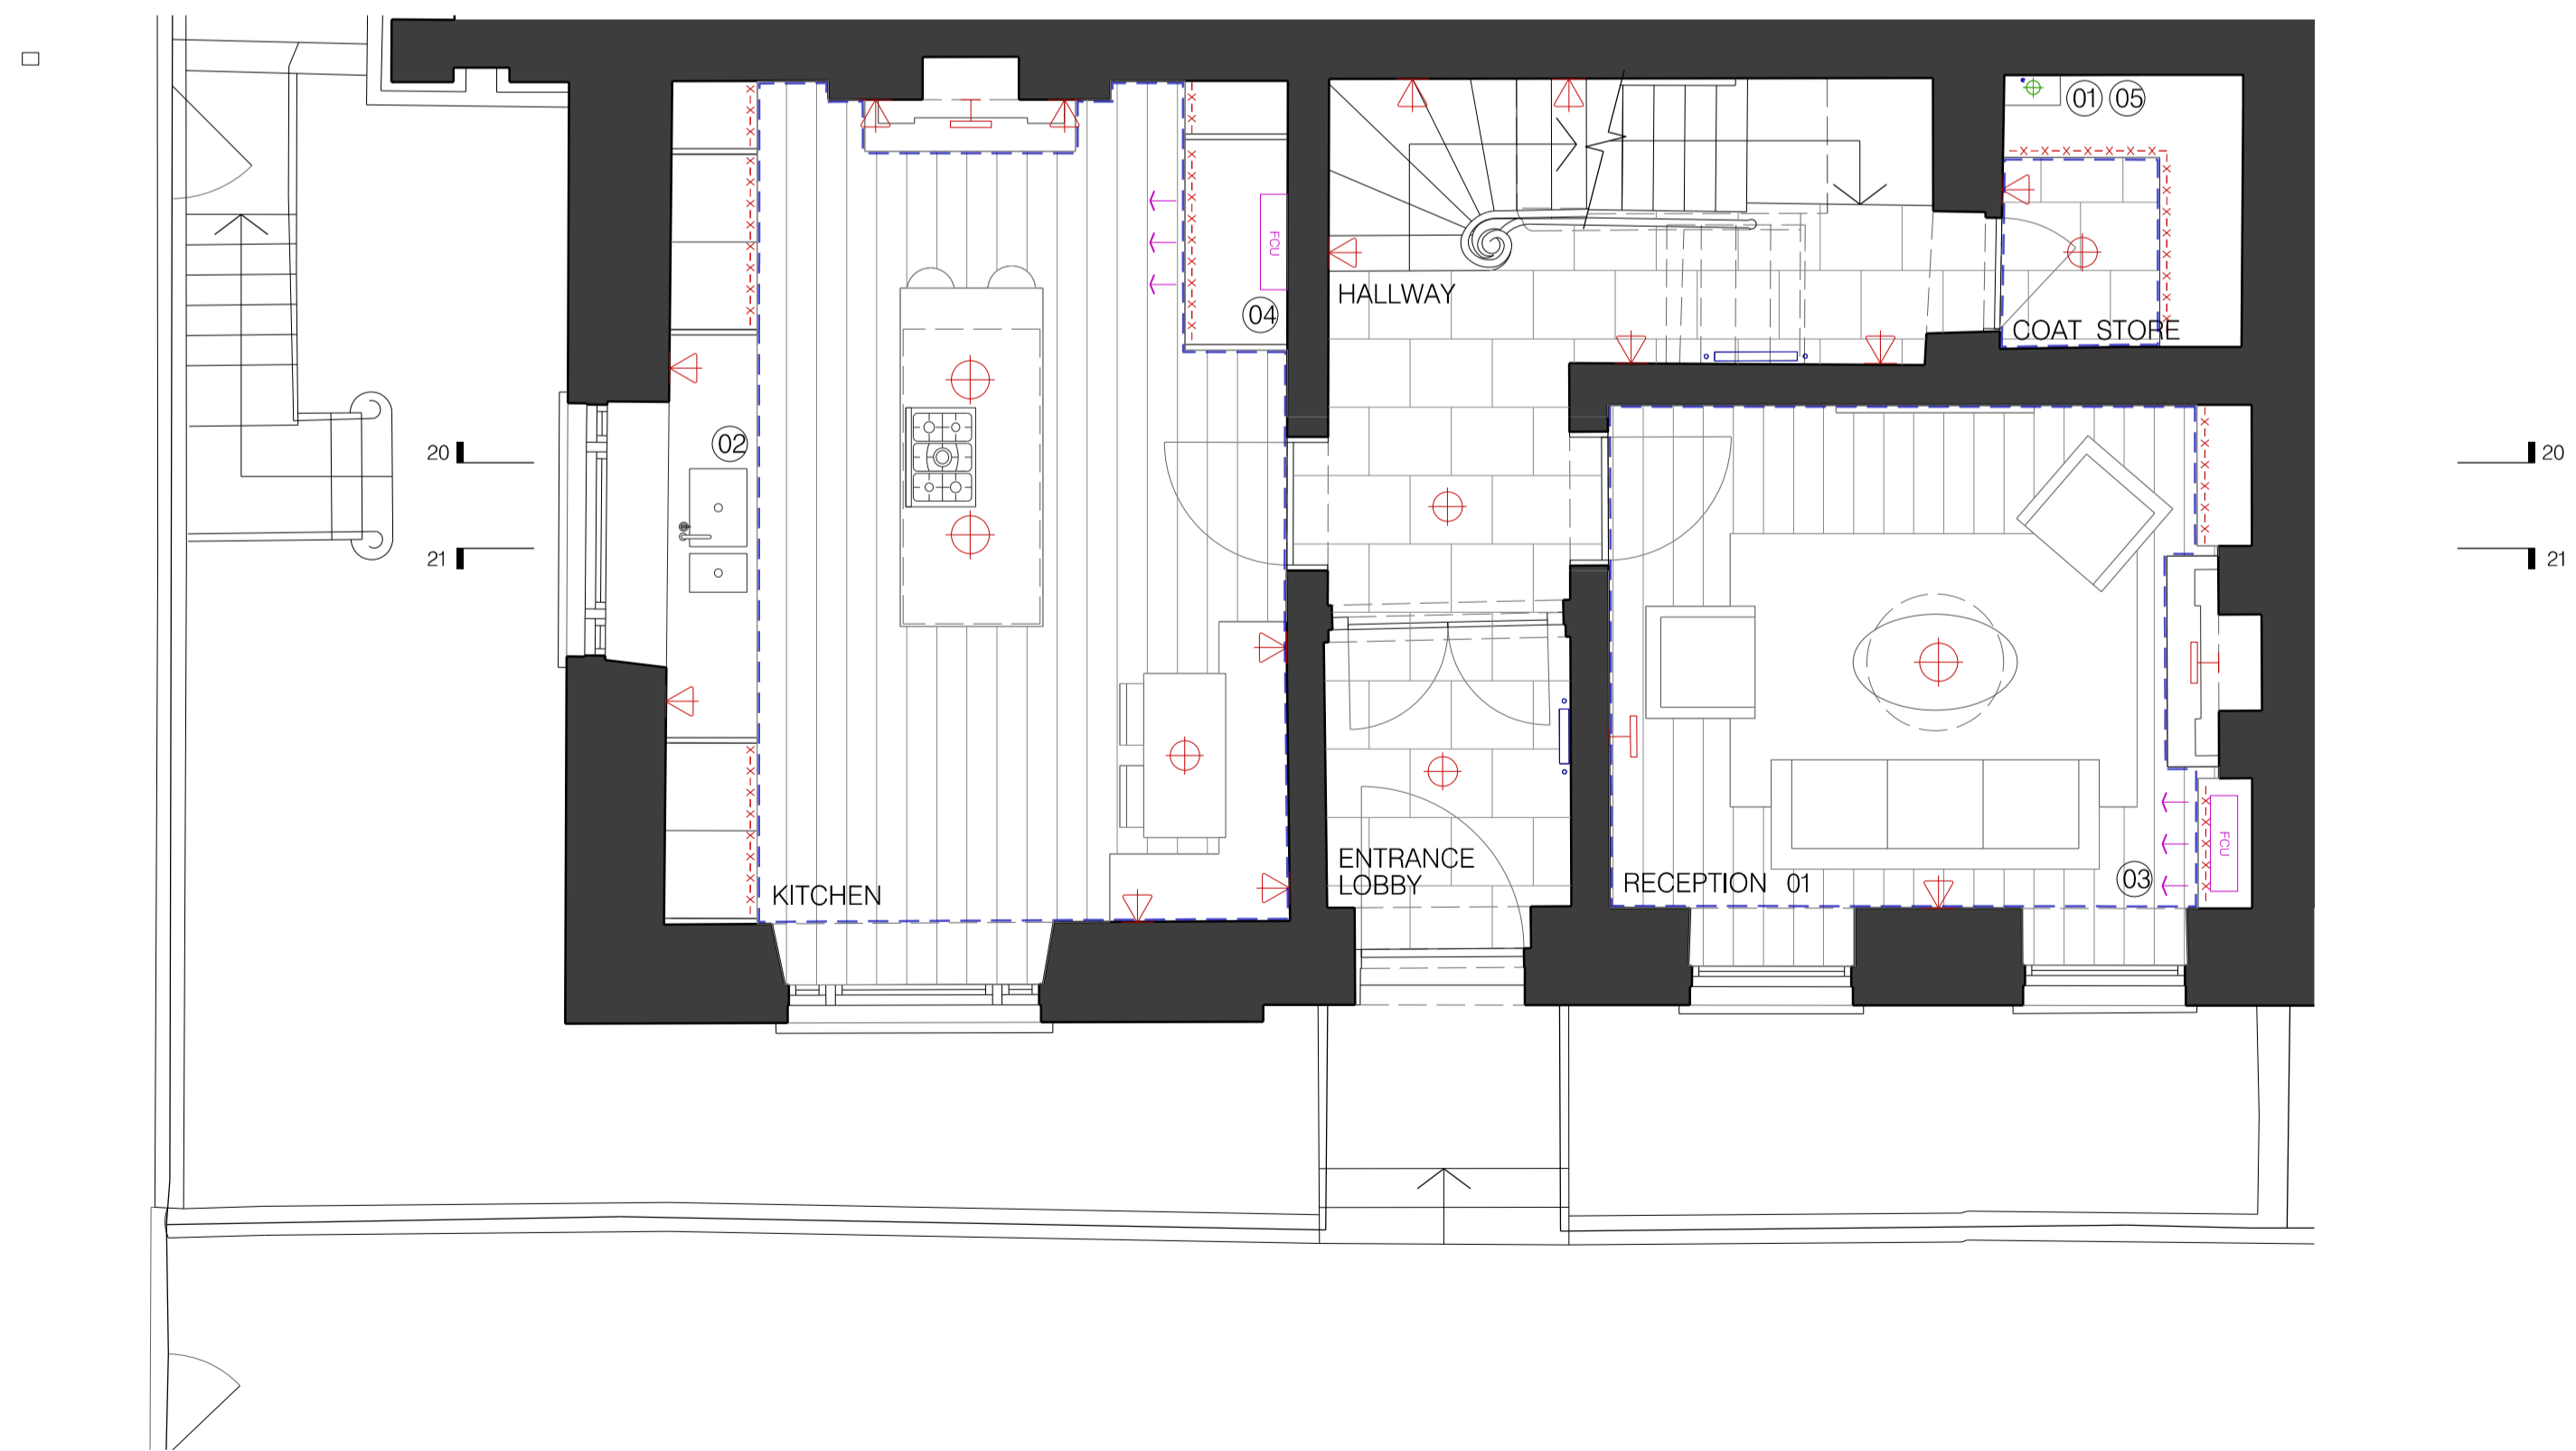 01 05
FCU
HALLWAY
04
COAT STORE
02
20
20
21
21
ENTRANCE
LOBBY
FCU
KITCHEN
RECEPTION 01
03